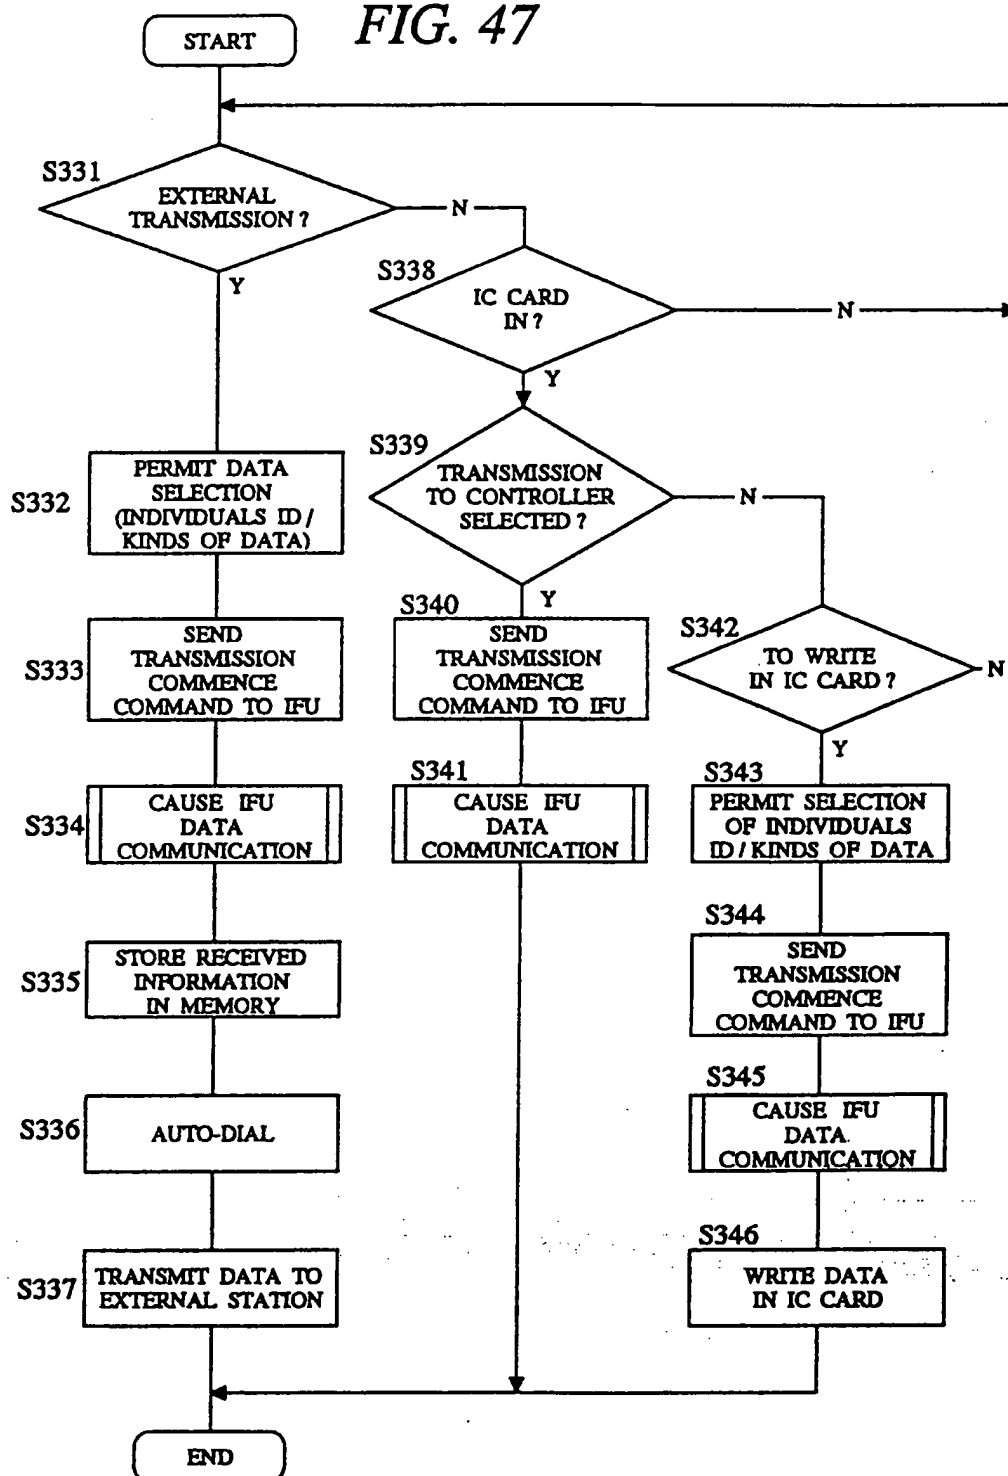 FIG. 47
START
S331
EXTERNAL
TRANSMISSION ?
N
Y
S338
IC CARD
IN ?
N
Y
S339
TRANSMISSION
TO CONTROLLER
SELECTED ?
N
Y
S332
PERMIT DATA
SELECTION
(INDIVIDUALS ID /
KINDS OF DATA)
S333
SEND
TRANSMISSION
COMMENCE
COMMAND TO IFU
S340
SEND
TRANSMISSION
COMMENCE
COMMAND TO IFU
S342
TO WRITE
IN IC CARD ?
N
Y
S334
CAUSE IFU
DATA
COMMUNICATION
S341
CAUSE IFU
DATA
COMMUNICATION
S343
PERMIT SELECTION
OF INDIVIDUALS
ID / KINDS OF DATA
S335
STORE RECEIVED
INFORMATION
IN MEMORY
S344
SEND
TRANSMISSION
COMMENCE
COMMAND TO IFU
S336
AUTO-DIAL
S345
CAUSE IFU
DATA
COMMUNICATION
S337
TRANSMIT DATA TO
EXTERNAL STATION
S346
WRITE DATA
IN IC CARD
END